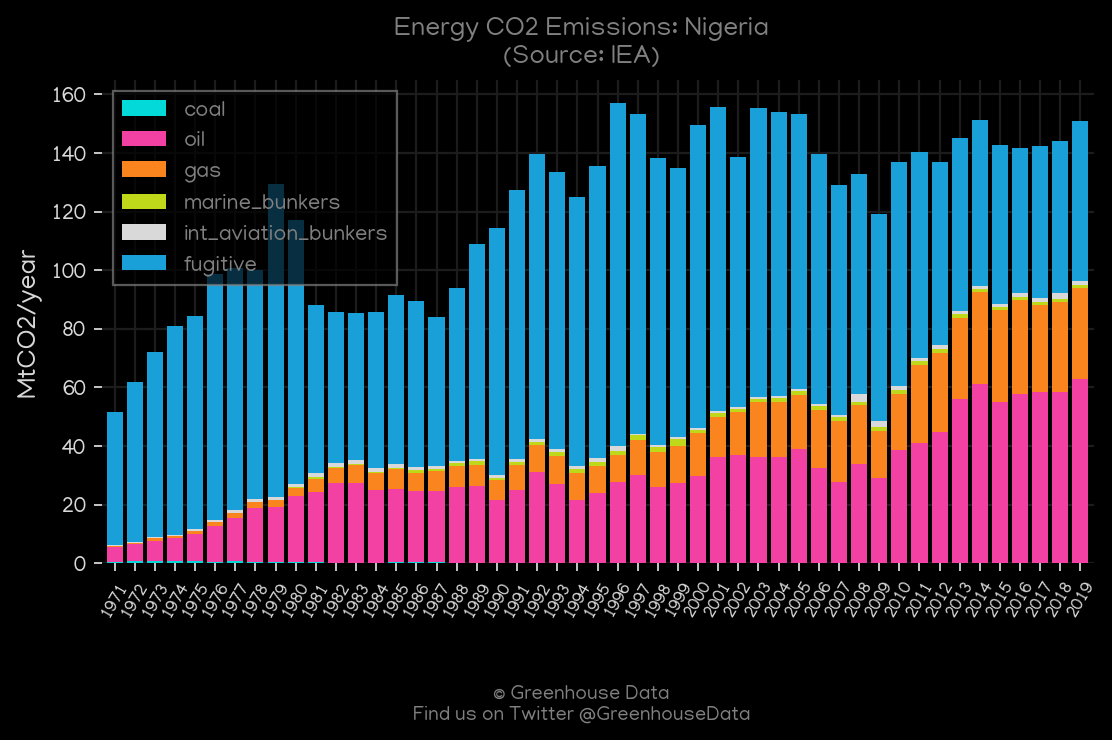 Energy CO2 Emissions: Nigeria
(Source: IEA)
MtCO2/year
160
140
120
100
80
60
40
20
0
coal
oil
gas
marine_bunkers
int_aviation_bunkers
fugitive
1971 1972 1973 1974 1975 1976 1977 1978 1979 1980 1981 1982 1983 1984 1985 1986 1987 1988 1989 1990 1991 1992 1993 1994 1995 1996 1997 1998 1999 2000 2001 2002 2003 2004 2005 2006 2007 2008 2009 2010 2011 2012 2013 2014 2015 2016 2017 2018 2019
© Greenhouse Data
Find us on Twitter @GreenhouseData